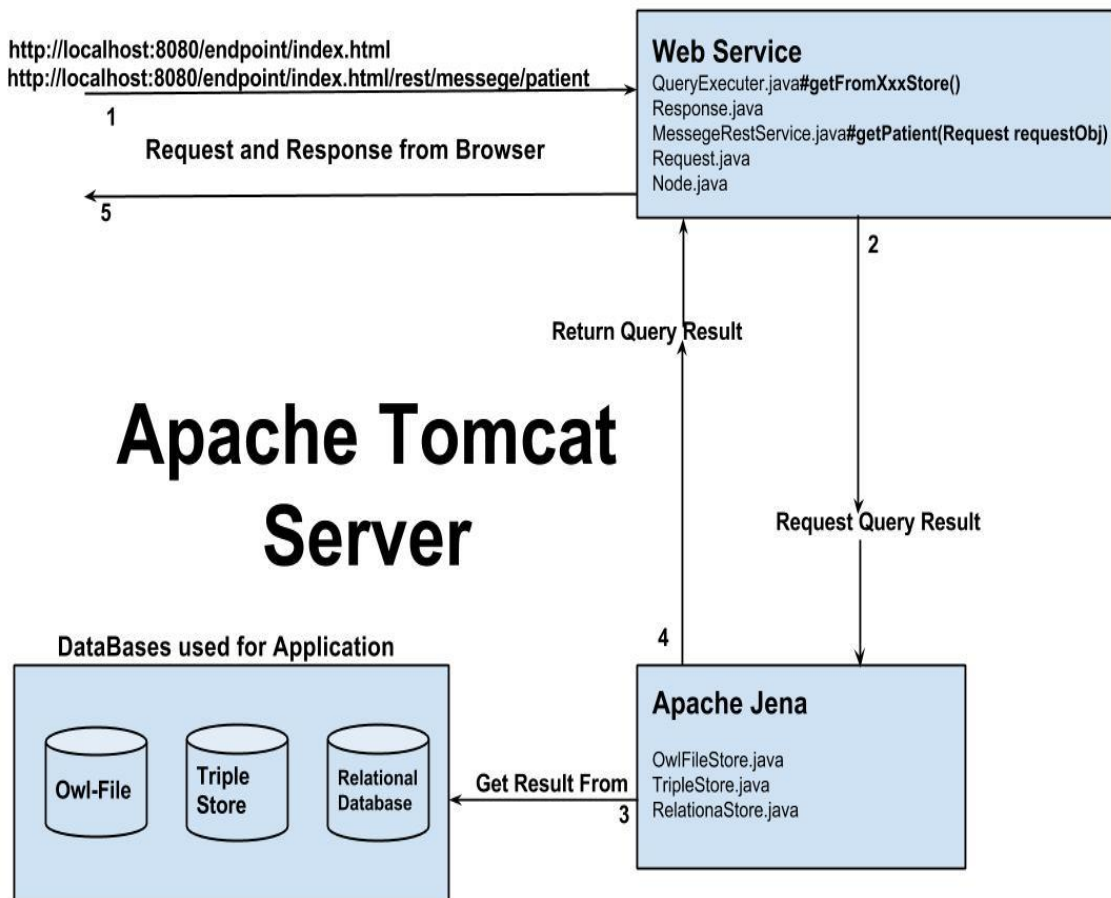 http://localhost:8080/endpoint/index.html
http://localhost:8080/endpoint/index.html/rest/messege/patient
1
Request and Response from Browser
5
Web Service
QueryExecuter.java#getFromXxxStore()
Response.java
MessegeRestService.java#getPatient(Request requestObj)
Request.java
Node.java
2
Return Query Result
Apache Tomcat
Server
Request Query Result
4
DataBases used for Application
Owl-File
Triple
Store
Relational
Database
Get Result From
3
Apache Jena
OwlFileStore.java
TripleStore.java
RelationaStore.java